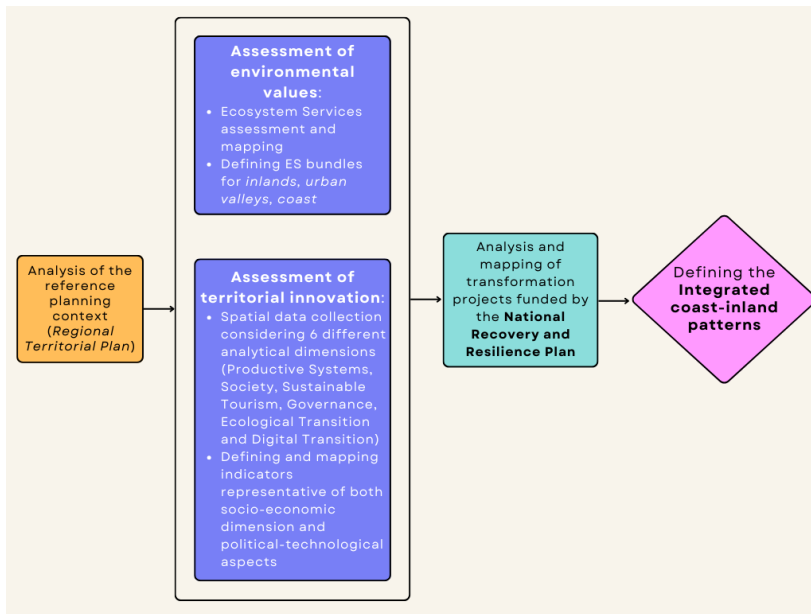 Analysis of the
reference
planning
context
(Regional
Territorial Plan)
Assessment of
environmental
values:
• Ecosystem Services
assessment and
mapping
• Defining ES bundles
for inlands, urban
valleys, coast
Assessment of
territorial innovation:
• Spatial data collection
considering 6 different
analytical dimensions
(Productive Systems,
Society, Sustainable
Tourism, Governance,
Ecological Transition
and Digital Transition)
• Defining and mapping
indicators
representative of both
socio-economic
dimension and
political-technological
aspects
Analysis and
mapping of
transformation
projects funded by
the National
Recovery and
Resilience Plan
Defining the
Integrated
coast-inland
patterns